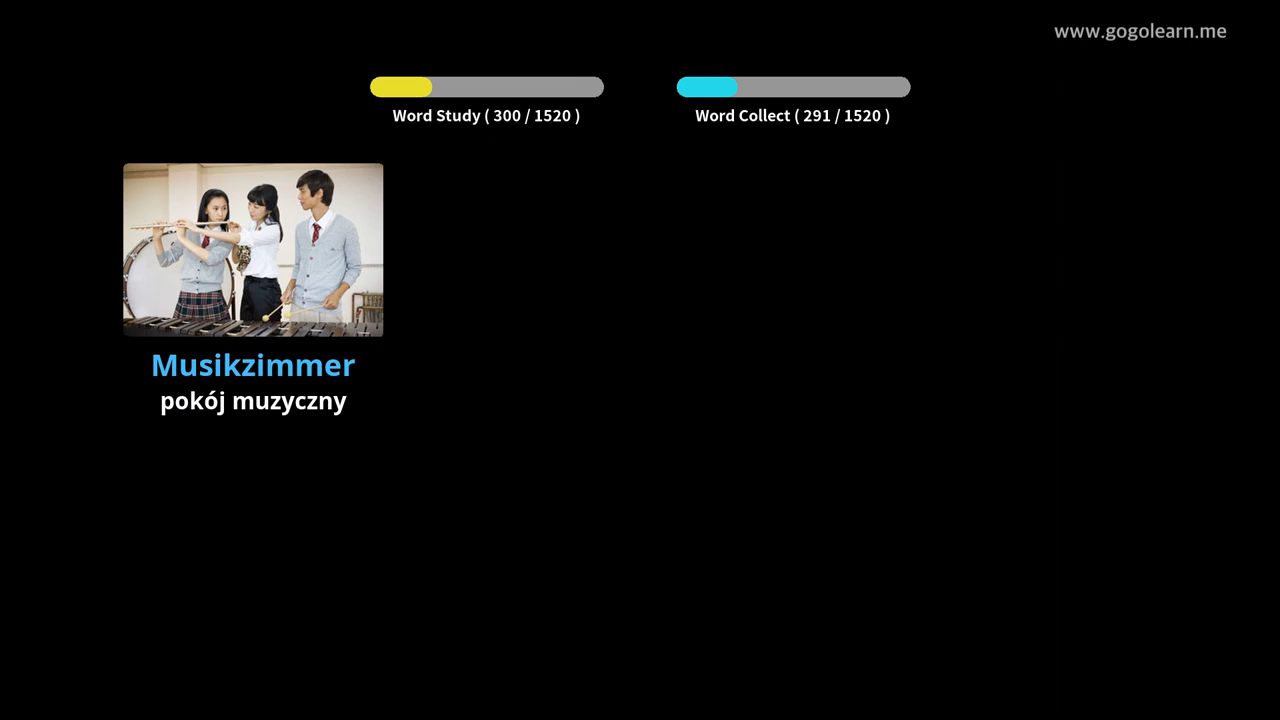 www.gogolearn.me
Word Study ( 300 / 1520 )
Word Collect ( 291 / 1520 )
Musikzimmer
pokój muzyczny